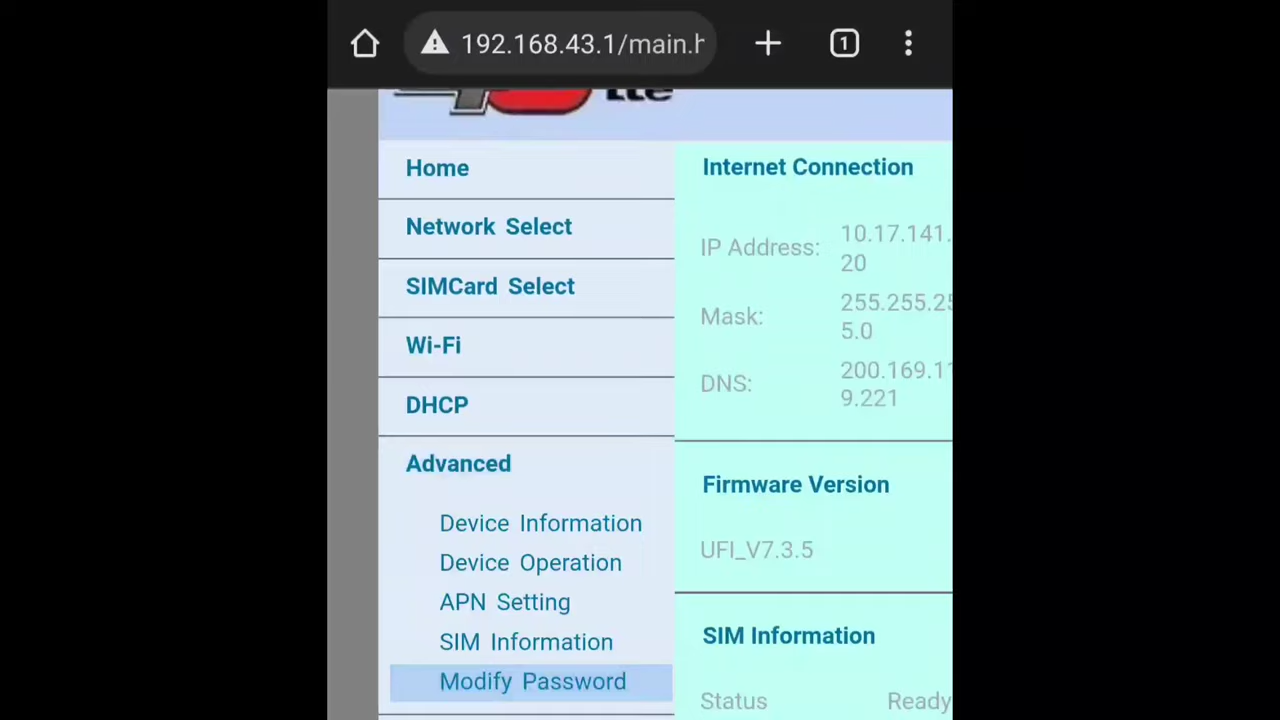 192.168.43.1/main.h
1
lte
Home
Network Select
SIMCard Select
Wi-Fi
DHCP
Advanced
Device Information
Device Operation
APN Setting
SIM Information
Modify Password
Internet Connection
IP Address: 10.17.141.
20
Mask: 255.255.25
5.0
DNS: 200.169.11
9.221
Firmware Version
UFI_V7.3.5
SIM Information
Status Ready